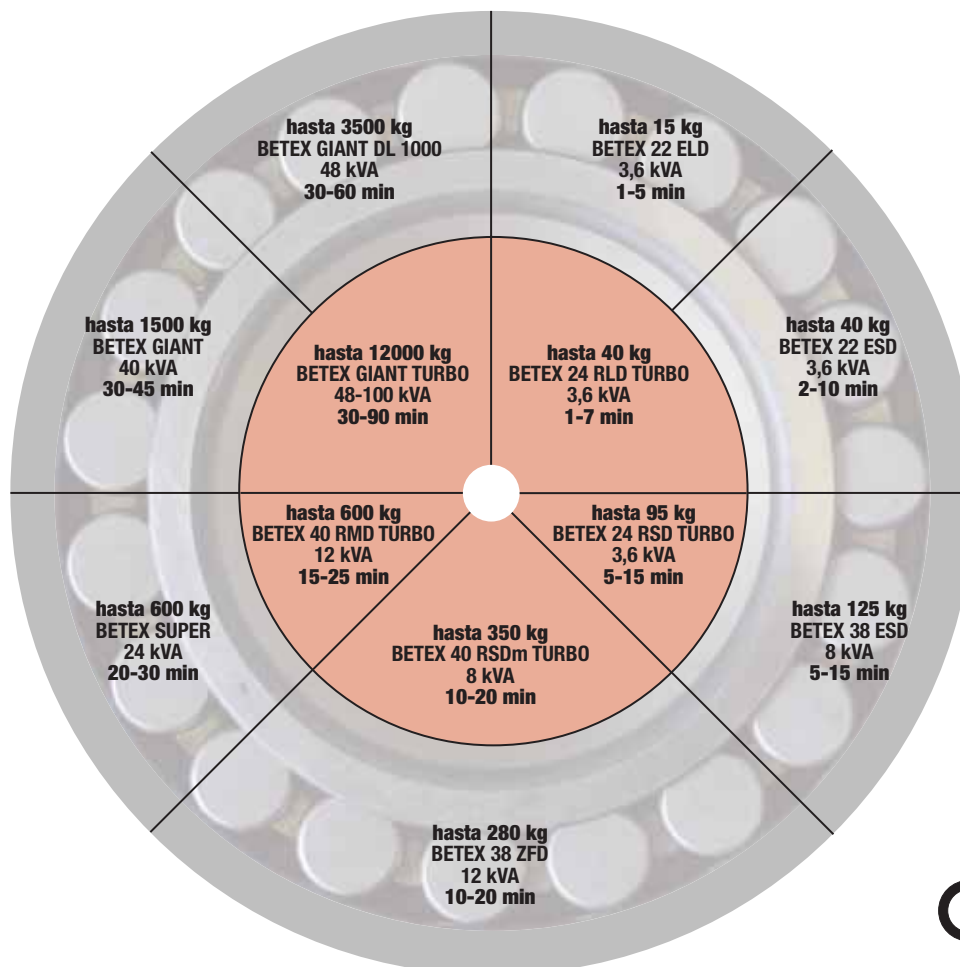 hasta 3500 kg
BETEX GIANT DL 1000
48 kVA
30-60 min
hasta 15 kg
BETEX 22 ELD
3,6 kVA
1-5 min
hasta 1500 kg
BETEX GIANT
40 kVA
30-45 min
hasta 12000 kg
BETEX GIANT TURBO
48-100 kVA
30-90 min
hasta 40 kg
BETEX 24 RLD TURBO
3,6 kVA
1-7 min
hasta 40 kg
BETEX 22 ESD
3,6 kVA
2-10 min
hasta 600 kg
BETEX 40 RMD TURBO
12 kVA
15-25 min
hasta 95 kg
BETEX 24 RSD TURBO
3,6 kVA
5-15 min
hasta 600 kg
BETEX SUPER
24 kVA
20-30 min
hasta 350 kg
BETEX 40 RSDm TURBO
8 kVA
10-20 min
hasta 125 kg
BETEX 38 ESD
8 kVA
5-15 min
hasta 280 kg
BETEX 38 ZFD
12 kVA
10-20 min